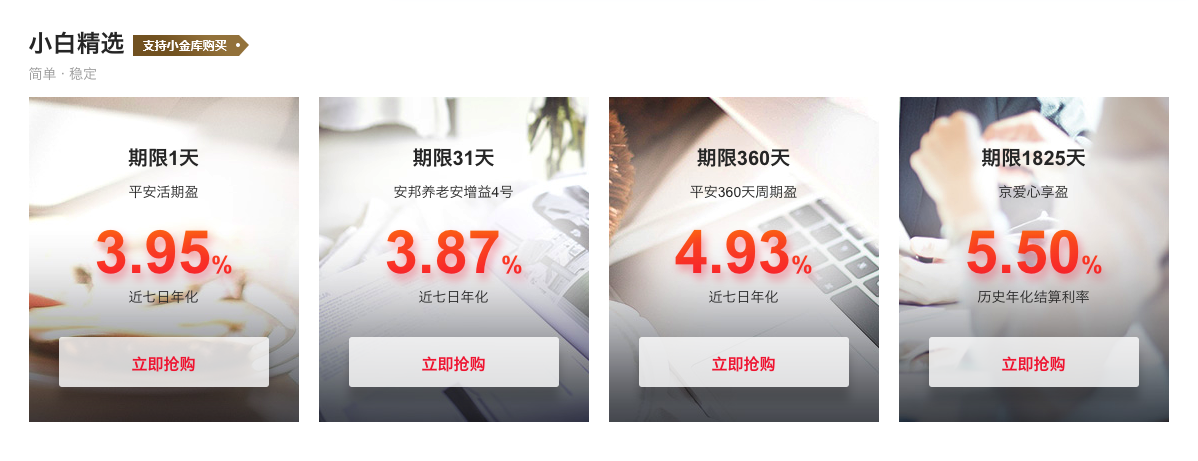 小白精选 支持小金库购买
简单 · 稳定
期限1天
平安活期盈
3.95%
近七日年化
立即抢购
期限31天
安邦养老安增益4号
3.87%
近七日年化
立即抢购
期限360天
平安360天周期盈
4.93%
近七日年化
立即抢购
期限1825天
京爱心享盈
5.50%
历史年化结算利率
立即抢购